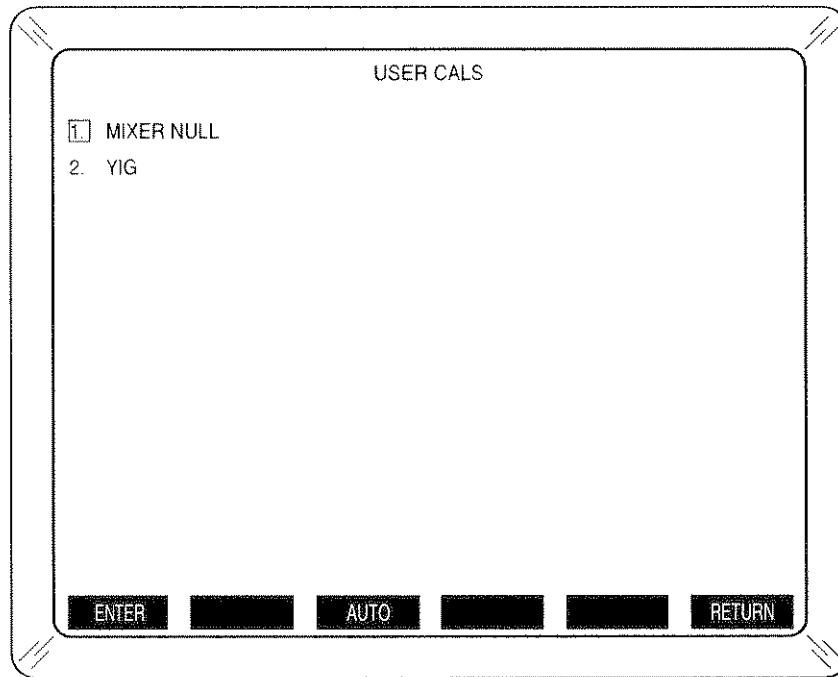 USER CALS
1. MIXER NULL
2. YIG
ENTER AUTO RETURN